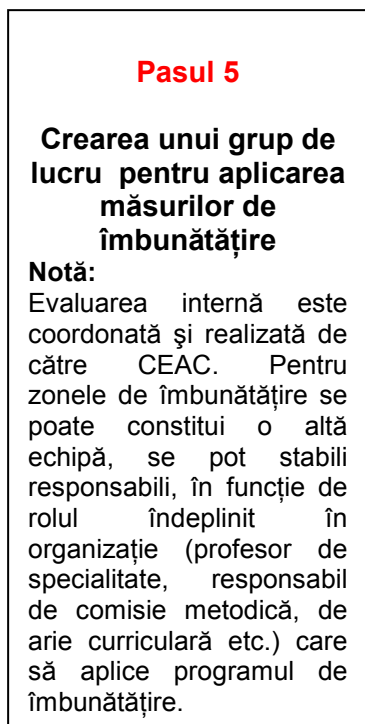 Pasul 5
Crearea unui grup de
lucru pentru aplicarea
măsurilor de
îmbunătățire
Notă:
Evaluarea internă este
coordonată şi realizată de
către CEAC. Pentru
zonele de îmbunătățire se
poate constitui o altă
echipă, se pot stabili
responsabili, în funcție de
rolul îndeplinit în
organizație (profesor de
specialitate, responsabil
de comisie metodică, de
arie curriculară etc.) care
să aplice programul de
îmbunătățire.